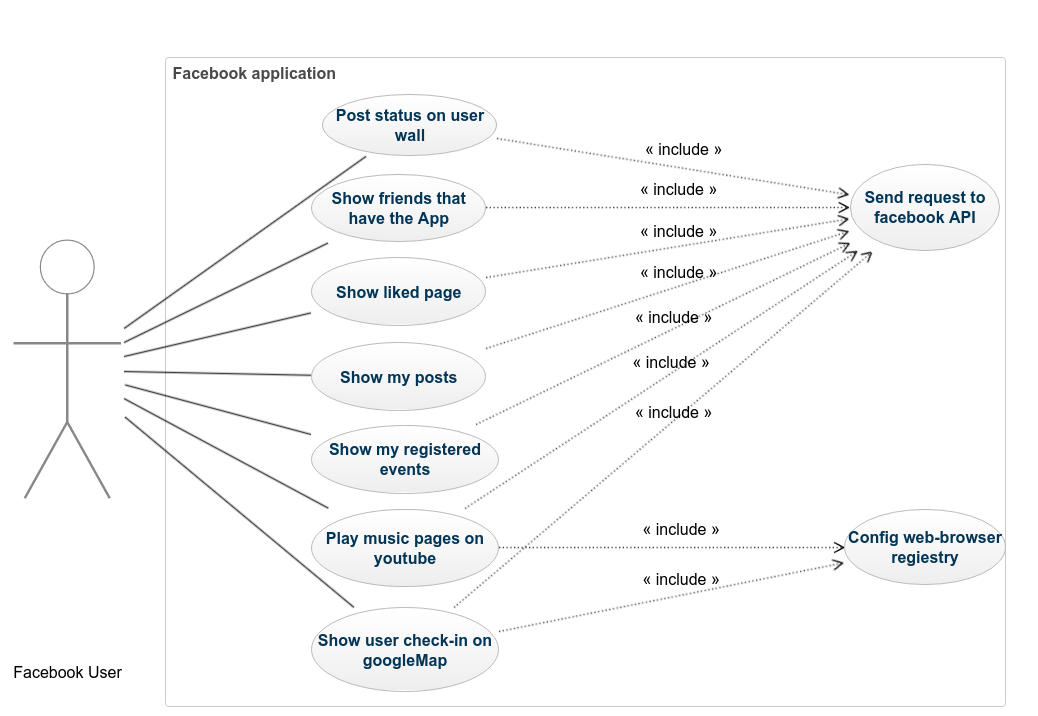 Facebook application
Post status on user
wall
« include »
Show friends that
have the App
« include »
Send request to
facebook API
« include »
Show liked page
« include »
« include »
Show my posts
« include »
« include »
Show my registered
events
Play music pages on
youtube
« include »
Config web-browser
regiestry
« include »
Show user check-in on
googleMap
Facebook User